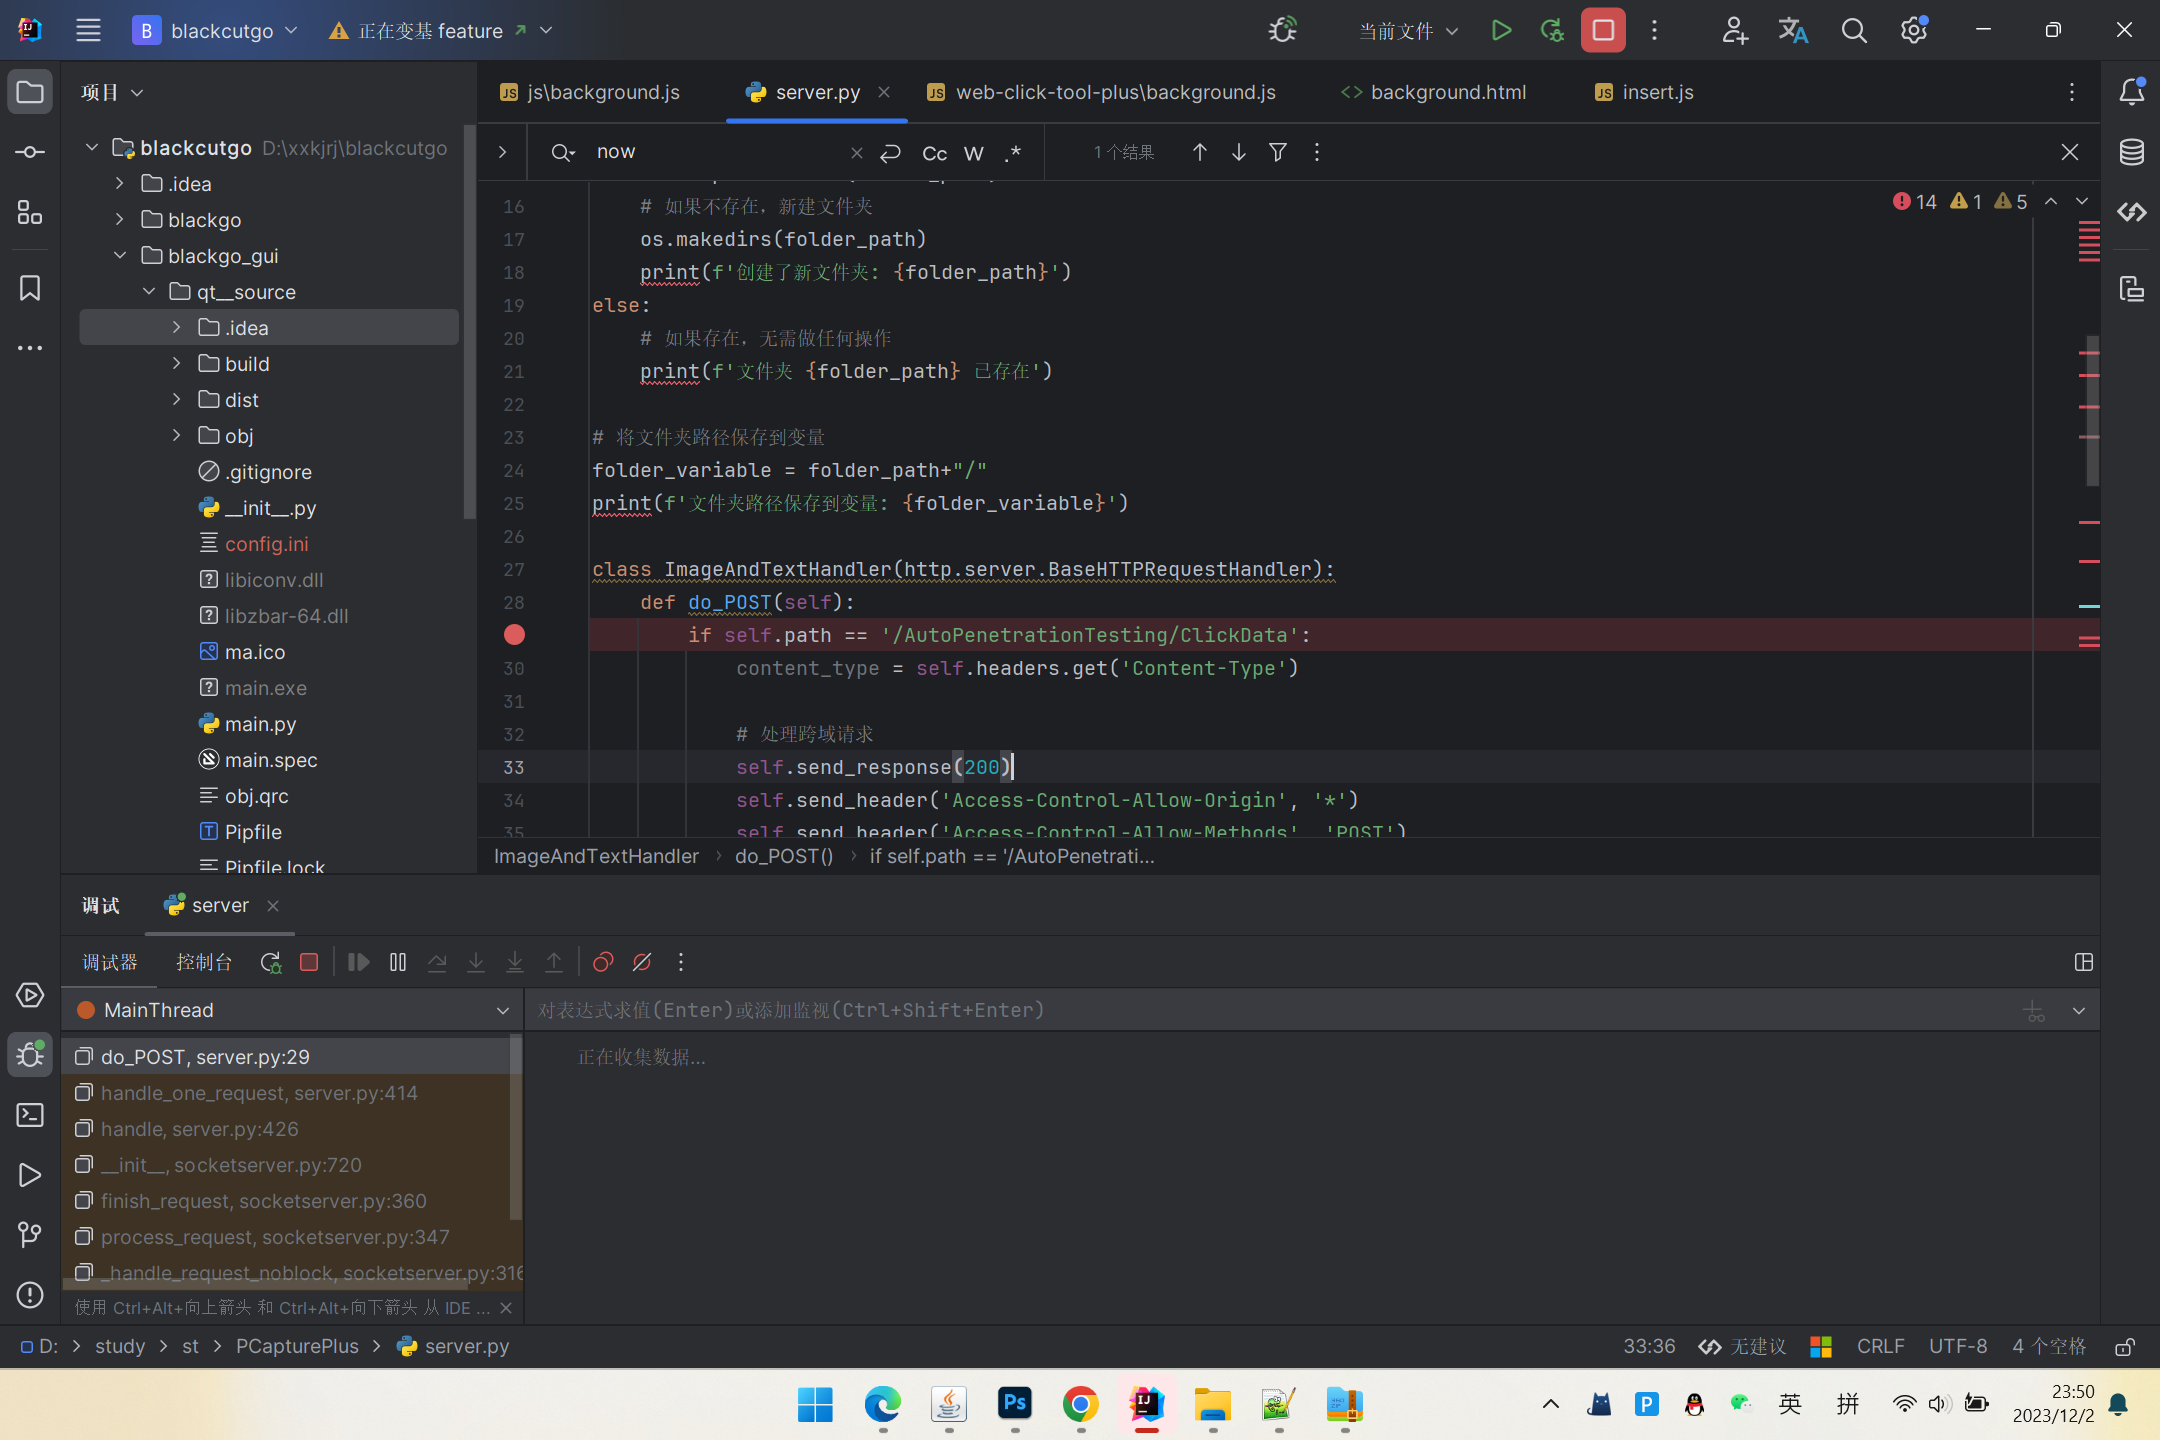 B blackcutgo 正在变基 feature 当前文件
项目
js\background.js server.py web-click-tool-plus\background.js background.html insert.js
now Cc W .* 1 个结果
blackcutgo D:\xxkjrj\blackcutgo
.idea
blackgo
blackgo_gui
qt__source
.idea
build
dist
obj
.gitignore
__init__.py
config.ini
libiconv.dll
libzbar-64.dll
ma.ico
main.exe
main.py
main.spec
obj.qrc
Pipfile
Pipfile.lock
14 1 5
16 # 如果不存在，新建文件夹
17 os.makedirs(folder_path)
18 print(f'创建了新文件夹: {folder_path}')
19 else:
20 # 如果存在，无需做任何操作
21 print(f'文件夹 {folder_path} 已存在')
22
23 # 将文件夹路径保存到变量
24 folder_variable = folder_path+"/"
25 print(f'文件夹路径保存到变量: {folder_variable}')
26
27 class ImageAndTextHandler(http.server.BaseHTTPRequestHandler):
28 def do_POST(self):
if self.path == '/AutoPenetrationTesting/ClickData':
30 content_type = self.headers.get('Content-Type')
31
32 # 处理跨域请求
33 self.send_response(200)
34 self.send_header('Access-Control-Allow-Origin', '*')
35 self.send_header('Access-Control-Allow-Methods', 'POST')
ImageAndTextHandler › do_POST() › if self.path == '/AutoPenetrati...
调试 server
调试器 控制台
MainThread
对表达式求值(Enter)或添加监视(Ctrl+Shift+Enter)
do_POST, server.py:29
正在收集数据...
handle_one_request, server.py:414
handle, server.py:426
__init__, socketserver.py:720
finish_request, socketserver.py:360
process_request, socketserver.py:347
_handle_request_noblock, socketserver.py:316
使用 Ctrl+Alt+向上箭头 和 Ctrl+Alt+向下箭头 从 IDE ...
D: > study > st > PCapturePlus > server.py
33:36 无建议 CRLF UTF-8 4 个空格
Ps IJ P 英 拼
23:50
2023/12/2